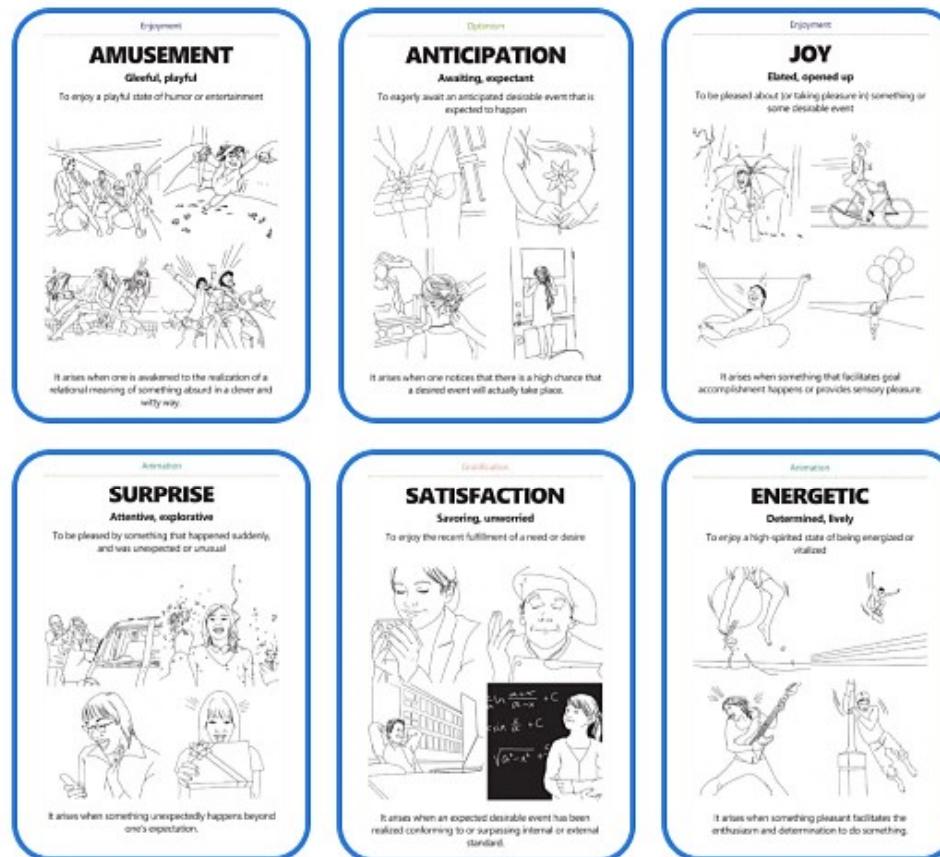 Enjoyment
AMUSEMENT
Gleeful, playful
To enjoy a playful state of humor or entertainment
It arises when one is awakened to the realization of a
relational meaning of something absurd in a clever and
witty way.
Optimism
ANTICIPATION
Awaiting, expectant
To eagerly await an anticipated desirable event that is
expected to happen
It arises when one notices that there is a high chance that
a desired event will actually take place.
Enjoyment
JOY
Elated, opened up
To be pleased about (or taking pleasure in) something or
some desirable event
It arises when something that facilitates goal
accomplishment happens or provides sensory pleasure.
Animation
SURPRISE
Attentive, explorative
To be pleased by something that happened suddenly,
and was unexpected or unusual
It arises when something unexpectedly happens beyond
one's expectation.
Gratification
SATISFACTION
Savoring, unworried
To enjoy the recent fulfillment of a need or desire
It arises when an expected desirable event has been
realized conforming to or surpassing internal or external
standard.
Animation
ENERGETIC
Determined, lively
To enjoy a high-spirited state of being energized or
vitalized
It arises when something pleasant facilitates the
enthusiasm and determination to do something.